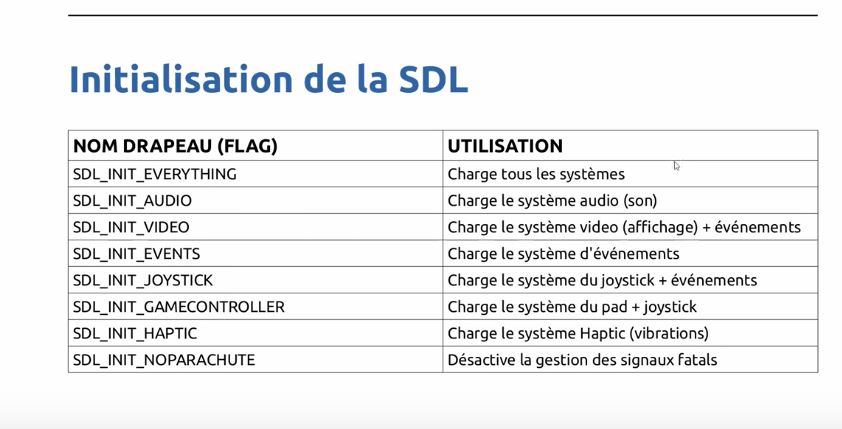 Initialisation de la SDL
NOM DRAPEAU (FLAG) UTILISATION
SDL_INIT_EVERYTHING Charge tous les systèmes
SDL_INIT_AUDIO Charge le système audio (son)
SDL_INIT_VIDEO Charge le système video (affichage) + événements
SDL_INIT_EVENTS Charge le système d'événements
SDL_INIT_JOYSTICK Charge le système du joystick + événements
SDL_INIT_GAMECONTROLLER Charge le système du pad + joystick
SDL_INIT_HAPTIC Charge le système Haptic (vibrations)
SDL_INIT_NOPARACHUTE Désactive la gestion des signaux fatals